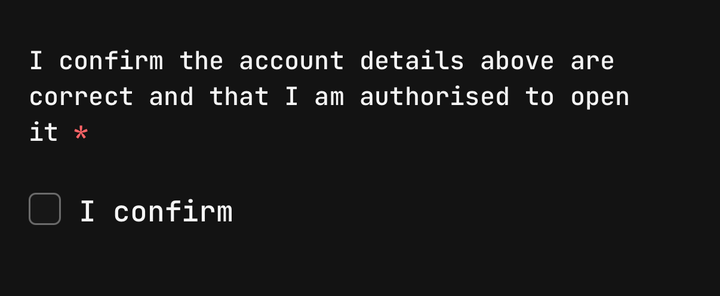 I confirm the account details above are
correct and that I am authorised to open
it *
I confirm